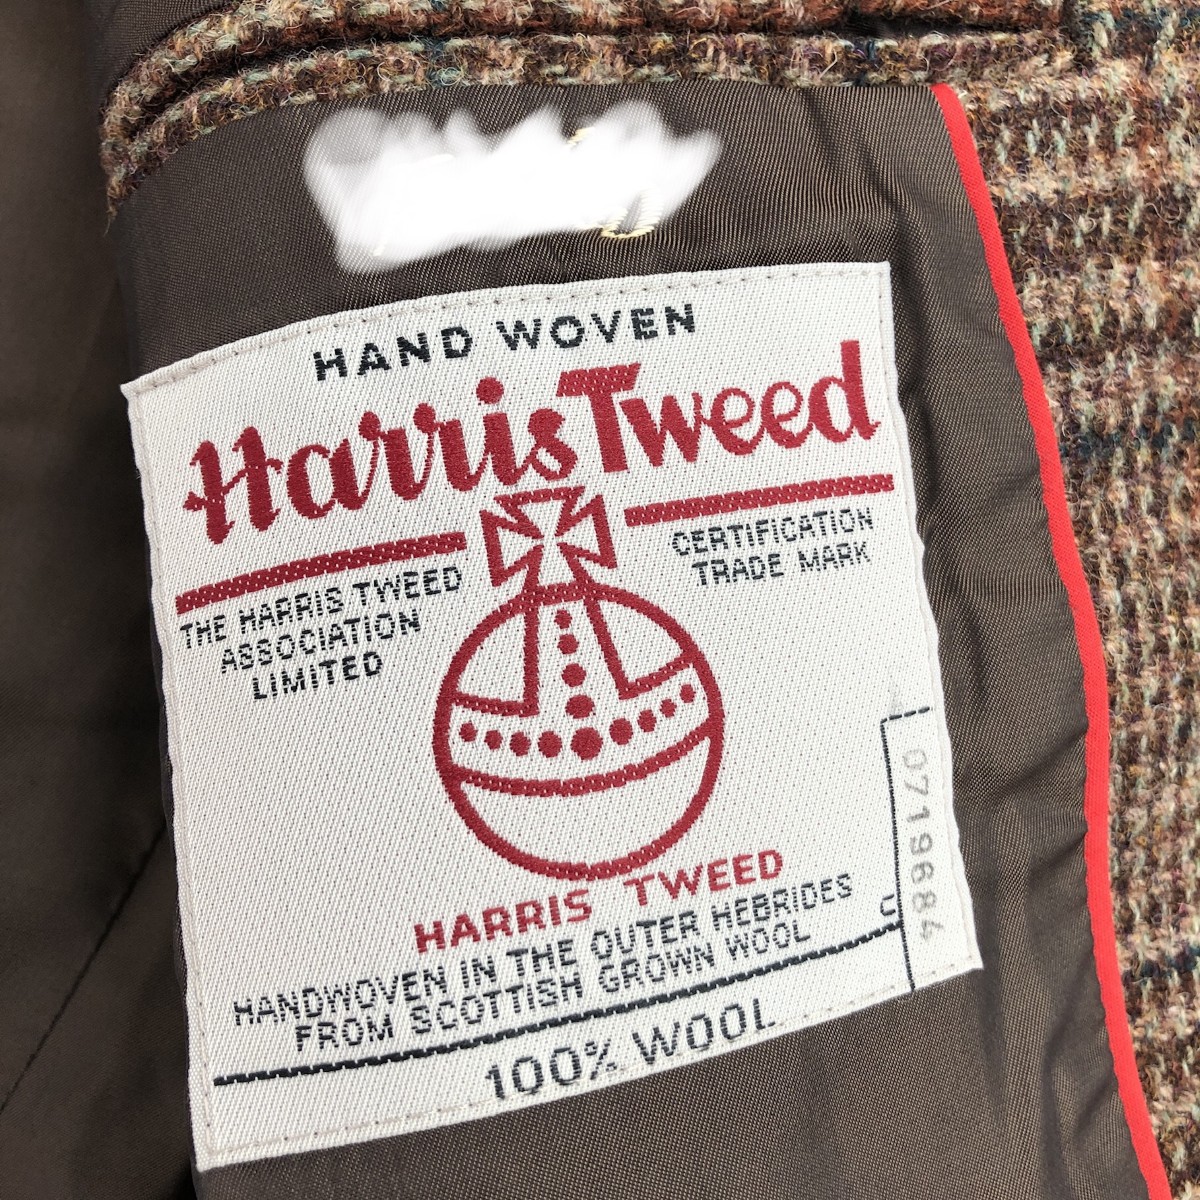 HAND WOVEN
Harris Tweed
THE HARRIS TWEED
ASSOCIATION
LIMITED
CERTIFICATION
TRADE MARK
HARRIS TWEED
HANDWOVEN IN THE OUTER HEBRIDES
FROM SCOTTISH GROWN WOOL
100% WOOL
0719684